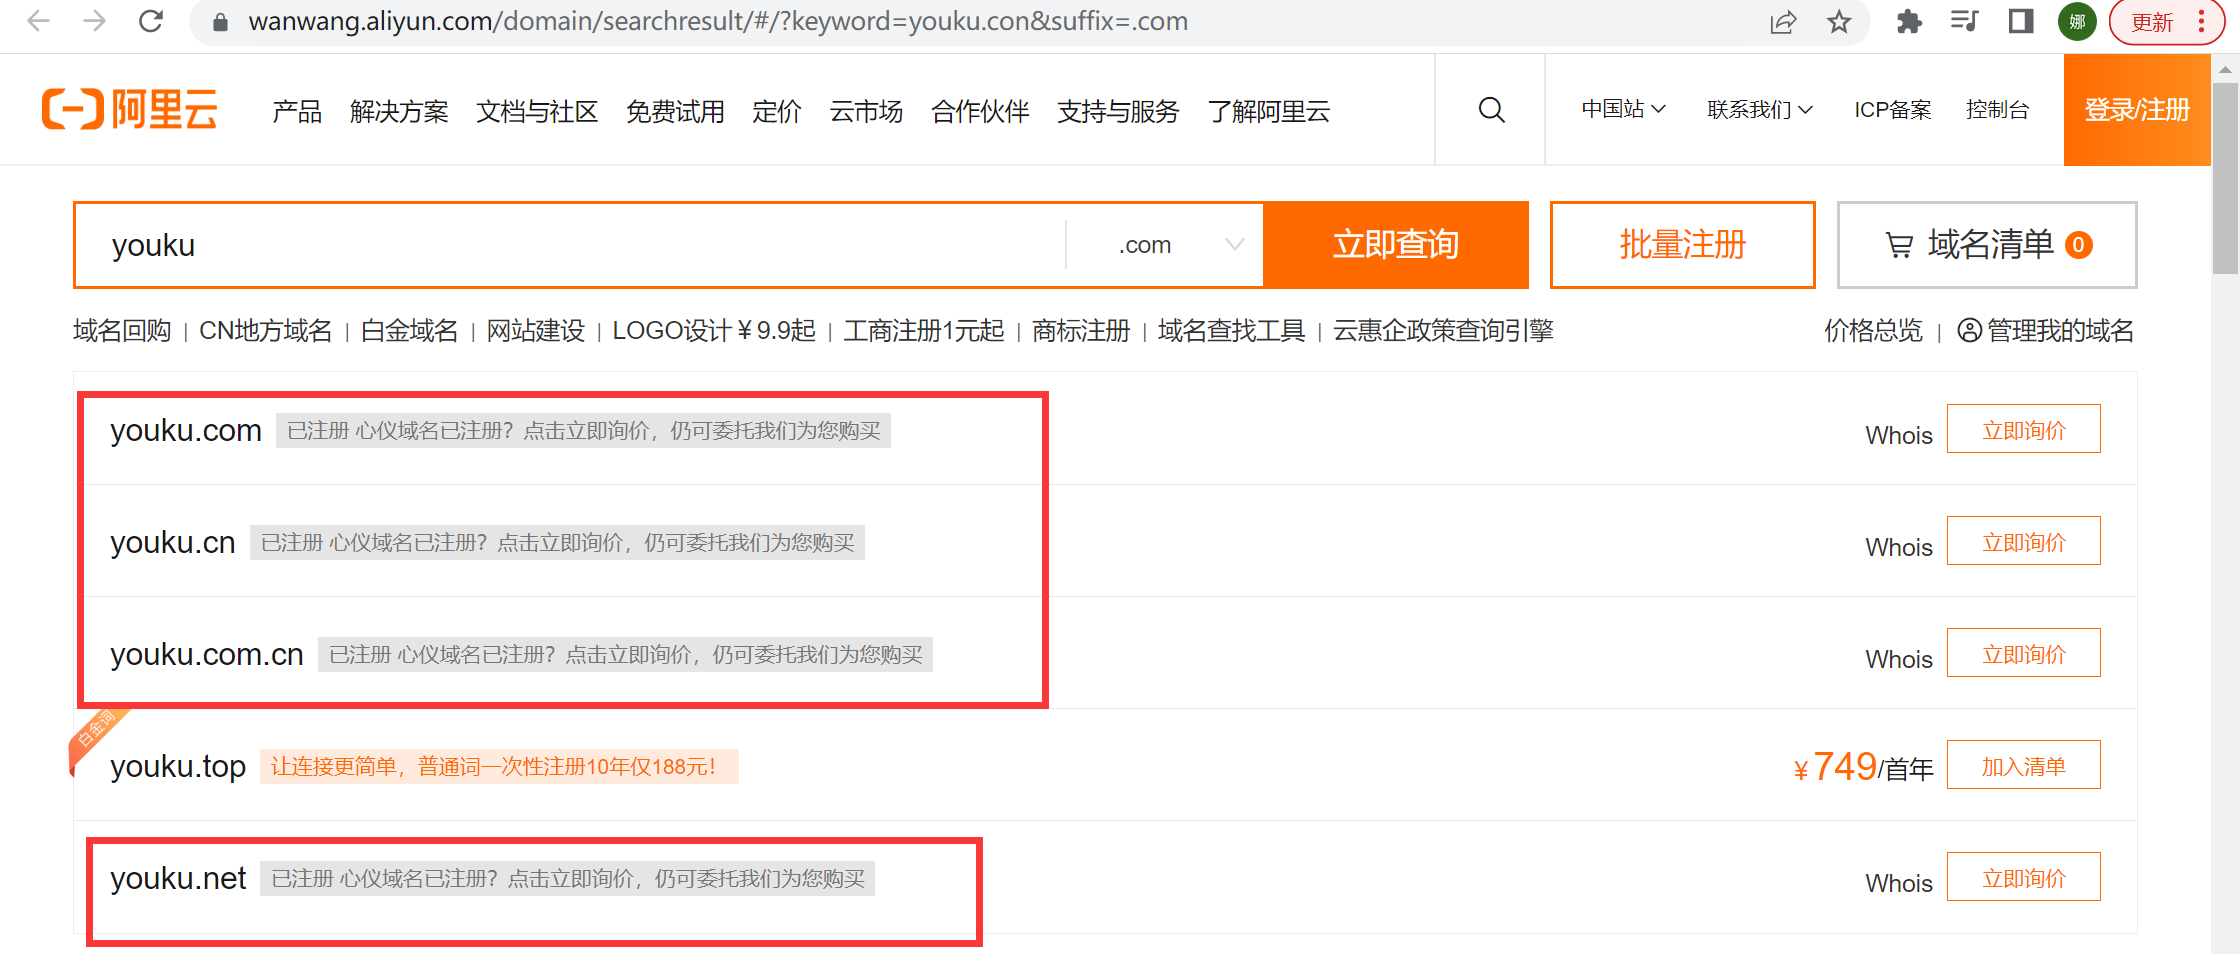 wanwang.aliyun.com/domain/searchresult/#/?keyword=youku.con&suffix=.com
娜
更新
阿里云
产品 解决方案 文档与社区 免费试用 定价 云市场 合作伙伴 支持与服务 了解阿里云
中国站 联系我们 ICP备案 控制台 登录/注册
youku .com 立即查询 批量注册 域名清单 0
域名回购 | CN地方域名 | 白金域名 | 网站建设 | LOGO设计¥9.9起 | 工商注册1元起 | 商标注册 | 域名查找工具 | 云惠企政策查询引擎 价格总览 | 管理我的域名
youku.com 已注册 心仪域名已注册？点击立即询价，仍可委托我们为您购买 Whois 立即询价
youku.cn 已注册 心仪域名已注册？点击立即询价，仍可委托我们为您购买 Whois 立即询价
youku.com.cn 已注册 心仪域名已注册？点击立即询价，仍可委托我们为您购买 Whois 立即询价
白金词
youku.top 让连接更简单，普通词一次性注册10年仅188元！ ¥749/首年 加入清单
youku.net 已注册 心仪域名已注册？点击立即询价，仍可委托我们为您购买 Whois 立即询价